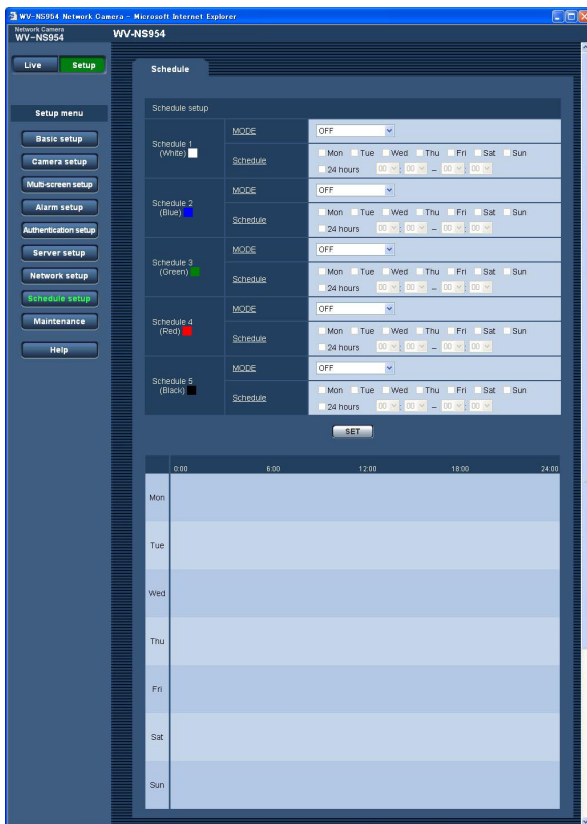 WV-NS954 Network Camera - Microsoft Internet Explorer
Network Camera
WV-NS954
WV-NS954
Live Setup
Setup menu
Basic setup
Camera setup
Multi-screen setup
Alarm setup
Authentication setup
Server setup
Network setup
Schedule setup
Maintenance
Help
Schedule
Schedule setup
Schedule 1
(White)
MODE OFF
Schedule Mon Tue Wed Thu Fri Sat Sun
24 hours 00 : 00 – 00 : 00
Schedule 2
(Blue)
MODE OFF
Schedule Mon Tue Wed Thu Fri Sat Sun
24 hours 00 : 00 – 00 : 00
Schedule 3
(Green)
MODE OFF
Schedule Mon Tue Wed Thu Fri Sat Sun
24 hours 00 : 00 – 00 : 00
Schedule 4
(Red)
MODE OFF
Schedule Mon Tue Wed Thu Fri Sat Sun
24 hours 00 : 00 – 00 : 00
Schedule 5
(Black)
MODE OFF
Schedule Mon Tue Wed Thu Fri Sat Sun
24 hours 00 : 00 – 00 : 00
SET
0:00 6:00 12:00 18:00 24:00
Mon
Tue
Wed
Thu
Fri
Sat
Sun